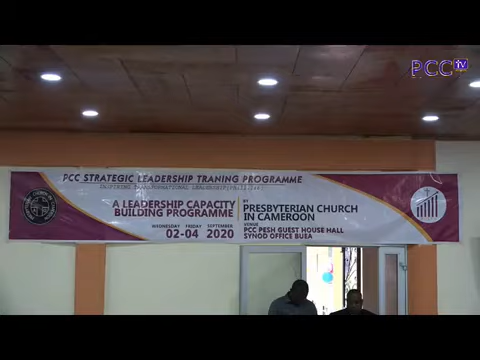 PCC tv
PCC STRATEGIC LEADERSHIP TRANING PROGRAMME
A LEADERSHIP CAPACITY
BUILDING PROGRAMME
WEDNESDAY FRIDAY SEPTEMBER
02-04 2020
BY
PRESBYTERIAN CHURCH
IN CAMEROON
VENUE
PCC PESH GUEST HOUSE HALL
SYNOD OFFICE BUEA